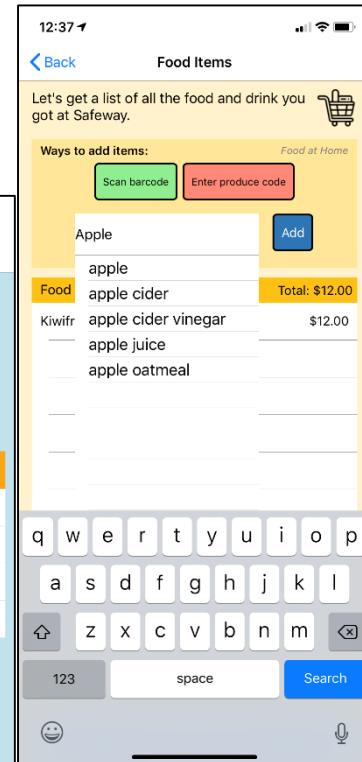 12:37
Back Food Items
Let's get a list of all the food and drink you
got at Safeway.
Ways to add items: Food at Home
Scan barcode Enter produce code
Apple Add
apple
Food apple cider Total: $12.00
Kiwifr apple cider vinegar $12.00
apple juice
apple oatmeal
q w e r t y u i o p
a s d f g h j k l
z x c v b n m
123 space Search